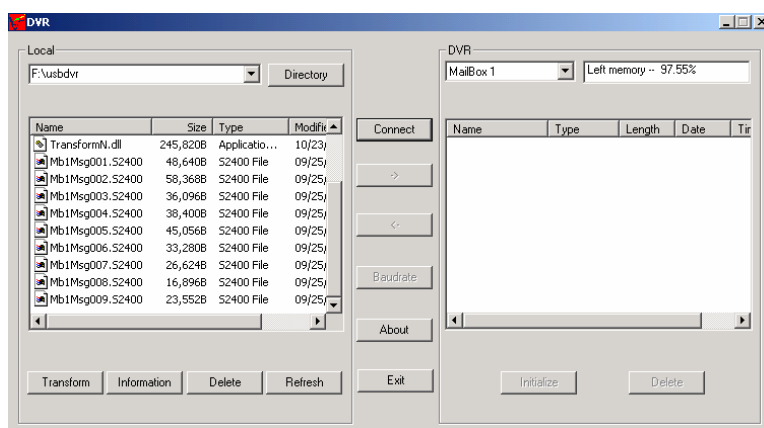 DVR
Local
F:\usbdvr
Directory
Name Size Type Modifie
TransformN.dll 245,820B Applicatio... 10/23/
Mb1Msg001.S2400 48,640B S2400 File 09/25/
Mb1Msg002.S2400 58,368B S2400 File 09/25/
Mb1Msg003.S2400 36,096B S2400 File 09/25/
Mb1Msg004.S2400 38,400B S2400 File 09/25/
Mb1Msg005.S2400 45,056B S2400 File 09/25/
Mb1Msg006.S2400 33,280B S2400 File 09/25/
Mb1Msg007.S2400 26,624B S2400 File 09/25/
Mb1Msg008.S2400 16,896B S2400 File 09/25/
Mb1Msg009.S2400 23,552B S2400 File 09/25/
Transform Information Delete Refresh
Connect
->
<-
Baudrate
About
Exit
DVR
MailBox 1
Left memory -- 97.55%
Name Type Length Date Tir
Initialize Delete